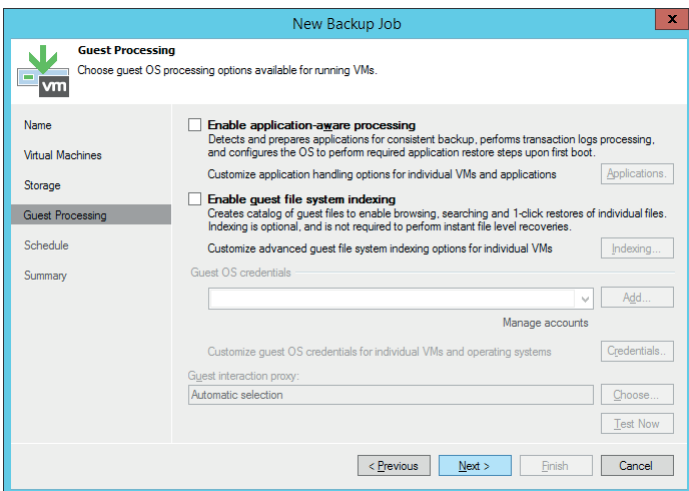 New Backup Job
x
Guest Processing
Choose guest OS processing options available for running VMs.
vm
Name
Virtual Machines
Storage
Guest Processing
Schedule
Summary
Enable application-aware processing
Detects and prepares applications for consistent backup, performs transaction logs processing,
and configures the OS to perform required application restore steps upon first boot.
Customize application handling options for individual VMs and applications
Applications.
Enable guest file system indexing
Creates catalog of guest files to enable browsing, searching and 1-click restores of individual files.
Indexing is optional, and is not required to perform instant file level recoveries.
Customize advanced guest file system indexing options for individual VMs
Indexing...
Guest OS credentials
Add...
Manage accounts
Customize guest OS credentials for individual VMs and operating systems
Credentials..
Guest interaction proxy:
Automatic selection
Choose...
Test Now
< Previous
Next >
Finish
Cancel